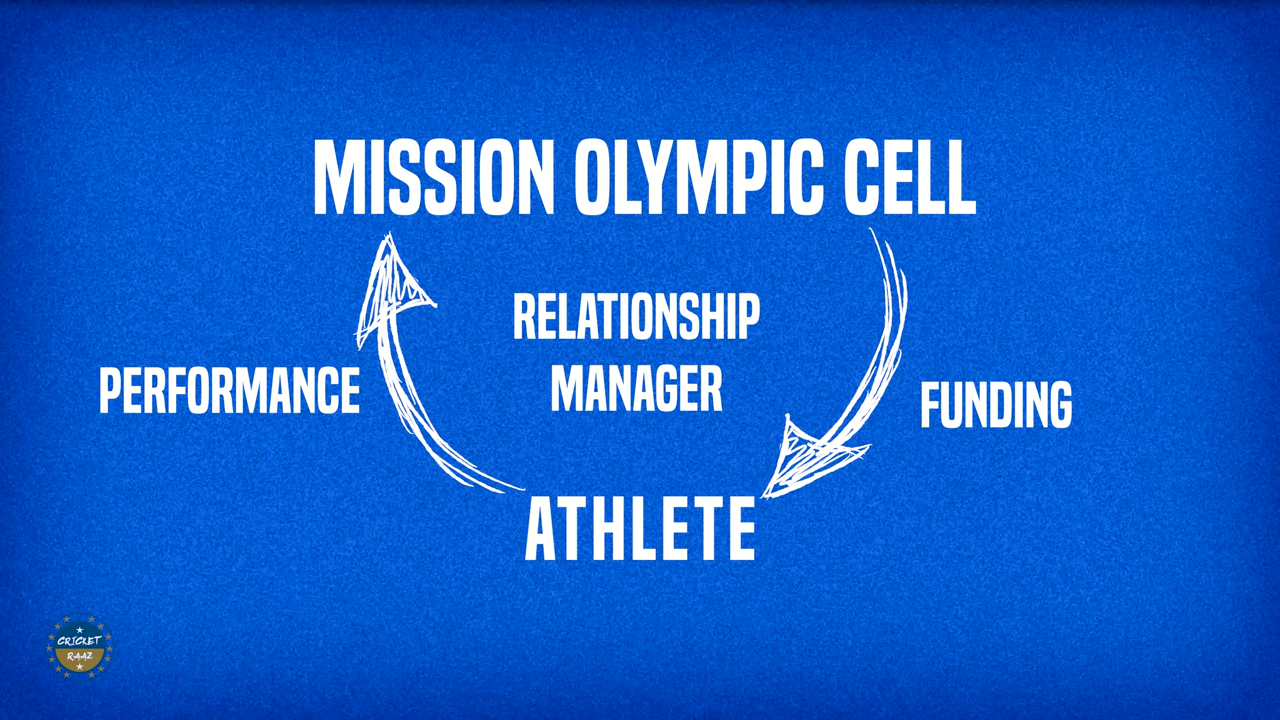 MISSION OLYMPIC CELL
RELATIONSHIP
MANAGER
PERFORMANCE
FUNDING
ATHLETE
CRICKET
RAAZ